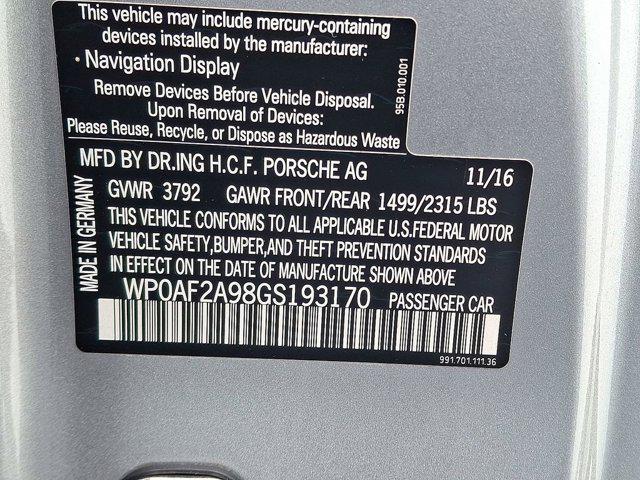 This vehicle may include mercury-containing
devices installed by the manufacturer:
· Navigation Display
Remove Devices Before Vehicle Disposal.
Upon Removal of Devices:
Please Reuse, Recycle, or Dispose as Hazardous Waste
95B.010.001
MFD BY DR.ING H.C.F. PORSCHE AG 11/16
GVWR 3792 GAWR FRONT/REAR 1499/2315 LBS
THIS VEHICLE CONFORMS TO ALL APPLICABLE U.S.FEDERAL MOTOR
VEHICLE SAFETY,BUMPER,AND THEFT PREVENTION STANDARDS
IN EFFECT ON THE DATE OF MANUFACTURE SHOWN ABOVE
WP0AF2A98GS193170 PASSENGER CAR
MADE IN GERMANY
991.701.111.36